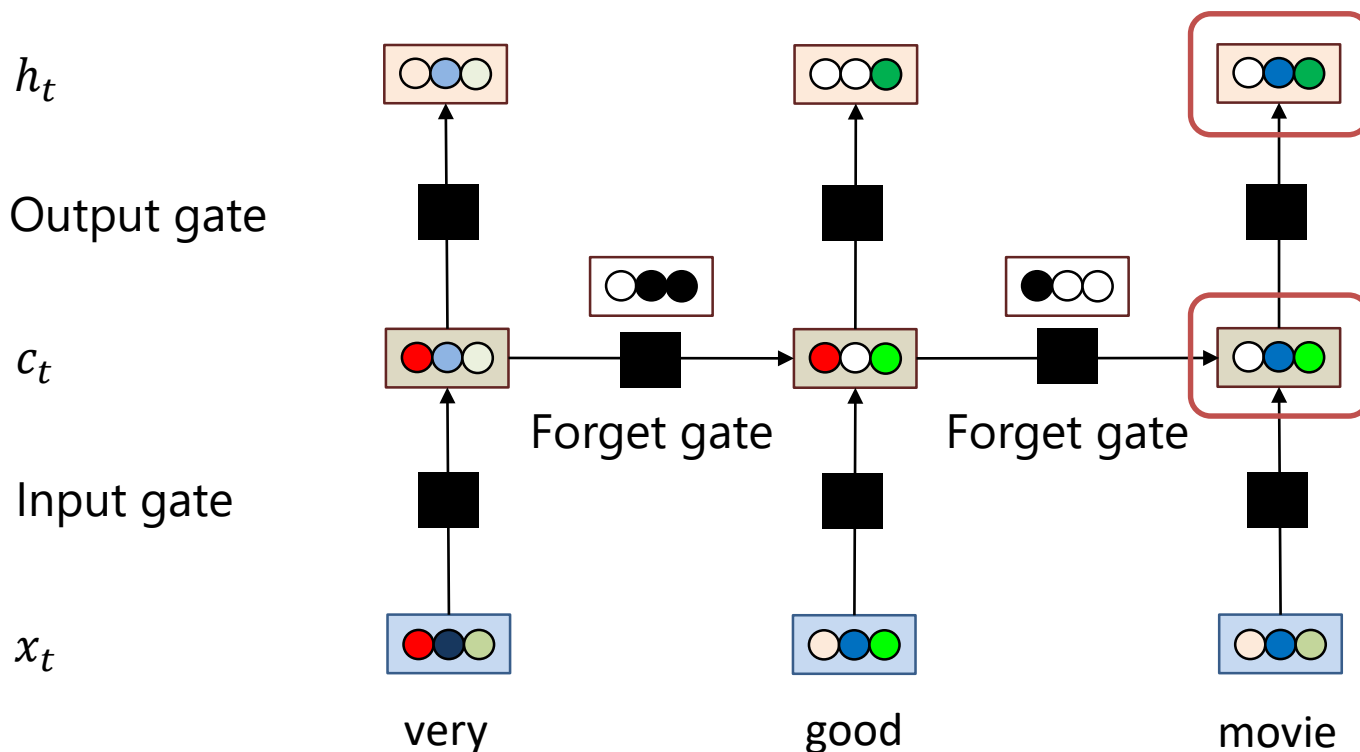 h_t
Output gate
c_t
Forget gate Forget gate
Input gate
x_t
very good movie